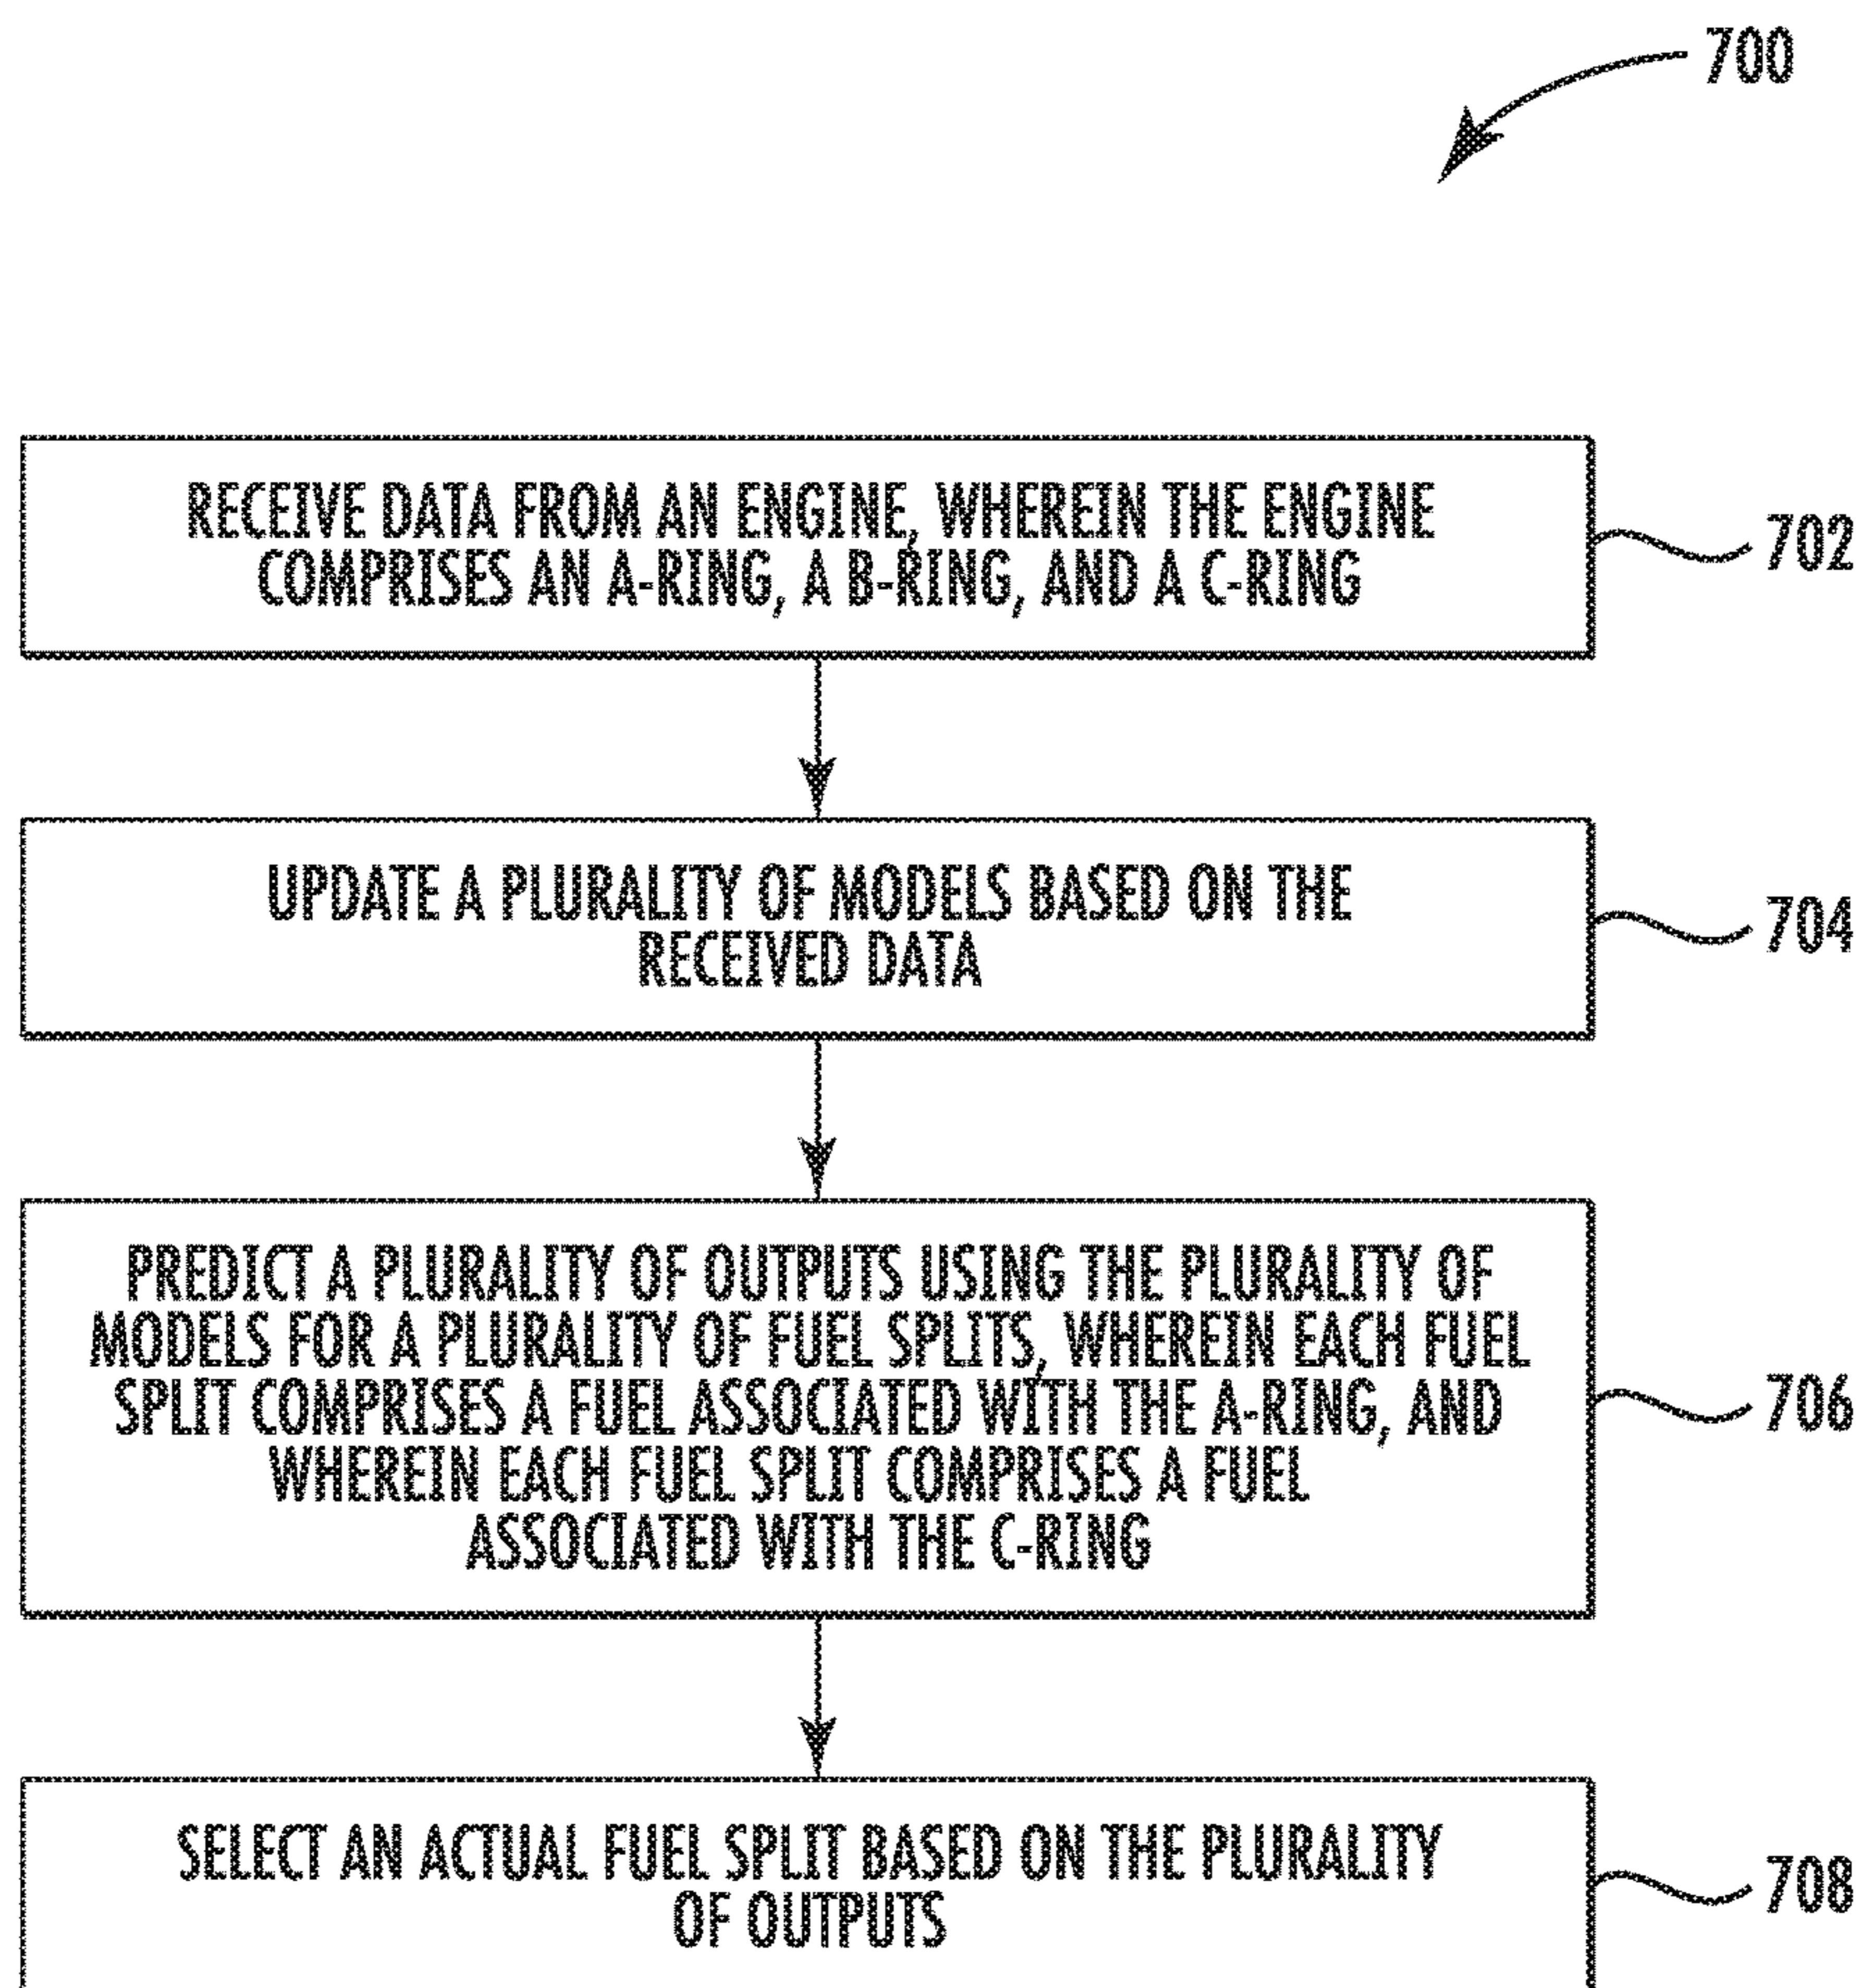 700
RECEIVE DATA FROM AN ENGINE, WHEREIN THE ENGINE
COMPRISES AN A-RING, A B-RING, AND A C-RING
702
UPDATE A PLURALITY OF MODELS BASED ON THE
RECEIVED DATA
704
PREDICT A PLURALITY OF OUTPUTS USING THE PLURALITY OF
MODELS FOR A PLURALITY OF FUEL SPLITS, WHEREIN EACH FUEL
SPLIT COMPRISES A FUEL ASSOCIATED WITH THE A-RING, AND
WHEREIN EACH FUEL SPLIT COMPRISES A FUEL
ASSOCIATED WITH THE C-RING
706
SELECT AN ACTUAL FUEL SPLIT BASED ON THE PLURALITY
OF OUTPUTS
708